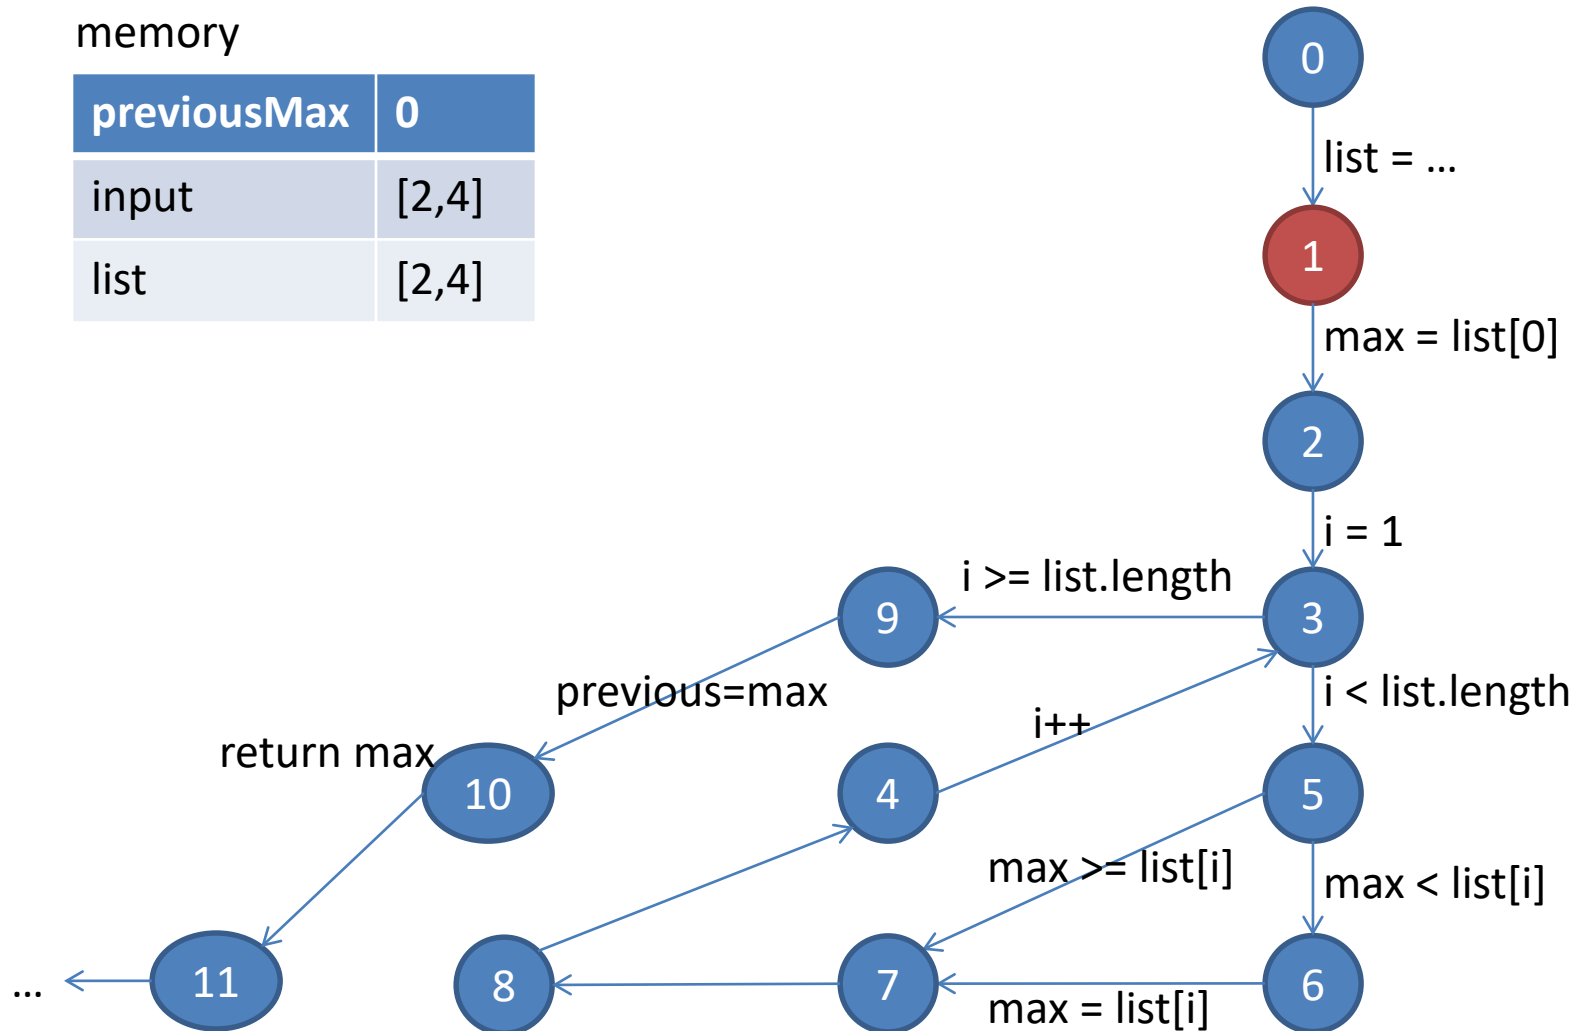 memory
previousMax 0
input [2,4]
list [2,4]
0
list = ...
1
max = list[0]
2
i = 1
i >= list.length
9
3
previous=max
i++
i < list.length
return max
10
4
5
max >= list[i]
max < list[i]
...
11
8
7
6
max = list[i]